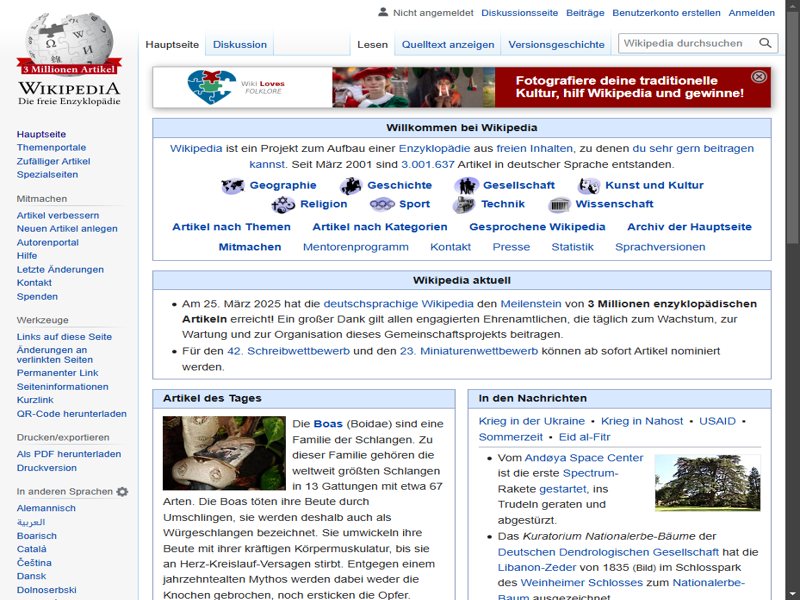 Nicht angemeldet Diskussionsseite Beiträge Benutzerkonto erstellen Anmelden
3 Millionen Artikel
WIKIPEDIA
Die freie Enzyklopädie
Hauptseite Diskussion Lesen Quelltext anzeigen Versionsgeschichte Wikipedia durchsuchen
Wiki Loves
FOLKLORE
Fotografiere deine traditionelle
Kultur, hilf Wikipedia und gewinne!
Hauptseite
Themenportale
Zufälliger Artikel
Spezialseiten
Mitmachen
Artikel verbessern
Neuen Artikel anlegen
Autorenportal
Hilfe
Letzte Änderungen
Kontakt
Spenden
Werkzeuge
Links auf diese Seite
Änderungen an
verlinkten Seiten
Permanenter Link
Seiteninformationen
Kurzlink
QR-Code herunterladen
Drucken/exportieren
Als PDF herunterladen
Druckversion
In anderen Sprachen
Alemannisch
العربية
Boarisch
Català
Čeština
Dansk
Dolnoserbski
Willkommen bei Wikipedia
Wikipedia ist ein Projekt zum Aufbau einer Enzyklopädie aus freien Inhalten, zu denen du sehr gern beitragen
kannst. Seit März 2001 sind 3.001.637 Artikel in deutscher Sprache entstanden.
Geographie Geschichte Gesellschaft Kunst und Kultur
Religion Sport Technik Wissenschaft
Artikel nach Themen Artikel nach Kategorien Gesprochene Wikipedia Archiv der Hauptseite
Mitmachen Mentorenprogramm Kontakt Presse Statistik Sprachversionen
Wikipedia aktuell
• Am 25. März 2025 hat die deutschsprachige Wikipedia den Meilenstein von 3 Millionen enzyklopädischen
Artikeln erreicht! Ein großer Dank gilt allen engagierten Ehrenamtlichen, die täglich zum Wachstum, zur
Wartung und zur Organisation dieses Gemeinschaftsprojekts beitragen.
• Für den 42. Schreibwettbewerb und den 23. Miniaturenwettbewerb können ab sofort Artikel nominiert
werden.
Artikel des Tages
Die Boas (Boidae) sind eine
Familie der Schlangen. Zu
dieser Familie gehören die
weltweit größten Schlangen
in 13 Gattungen mit etwa 67
Arten. Die Boas töten ihre Beute durch
Umschlingen, sie werden deshalb auch als
Würgeschlangen bezeichnet. Sie umwickeln ihre
Beute mit ihrer kräftigen Körpermuskulatur, bis sie
an Herz-Kreislauf-Versagen stirbt. Entgegen einem
jahrzehntealten Mythos werden dabei weder die
Knochen gebrochen, noch ersticken die Opfer.
In den Nachrichten
Krieg in der Ukraine • Krieg in Nahost • USAID •
Sommerzeit • Eid al-Fitr
• Vom Andøya Space Center
ist die erste Spectrum-
Rakete gestartet, ins
Trudeln geraten und
abgestürzt.
• Das Kuratorium Nationalerbe-Bäume der
Deutschen Dendrologischen Gesellschaft hat die
Libanon-Zeder von 1835 (Bild) im Schlosspark
des Weinheimer Schlosses zum Nationalerbe-
Baum ausgezeichnet